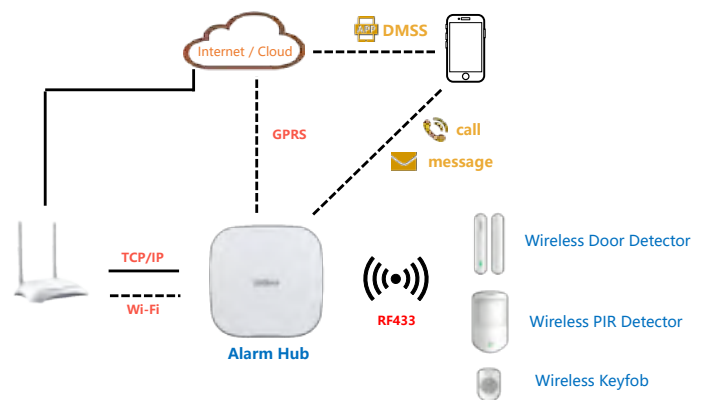 APP DMSS
Internet / Cloud
GPRS
call
message
TCP/IP
Wi-Fi
Alarm Hub
RF433
Wireless Door Detector
Wireless PIR Detector
Wireless Keyfob